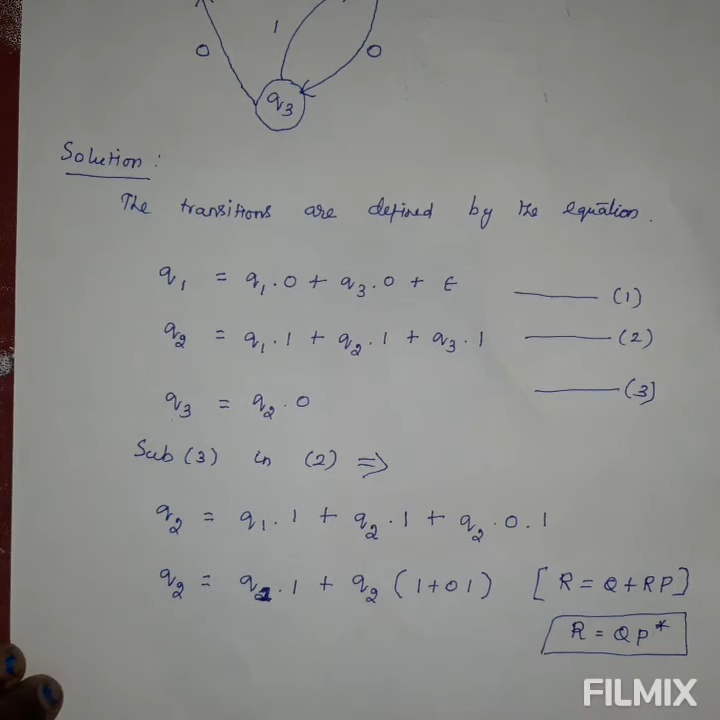 1
0
0
q3
Solution :
The transitions are defined by the equation.
q1 = q1 . 0 + q3 . 0 + ε ——— (1)
q2 = q1 . 1 + q2 . 1 + q3 . 1 ——— (2)
q3 = q2 . 0 ——— (3)
Sub (3) in (2) ⇒
q2 = q1 . 1 + q2 . 1 + q2 . 0 . 1
q2 = q1 . 1 + q2 (1+01) [R = Q + RP]
R = QP*
FILMIX